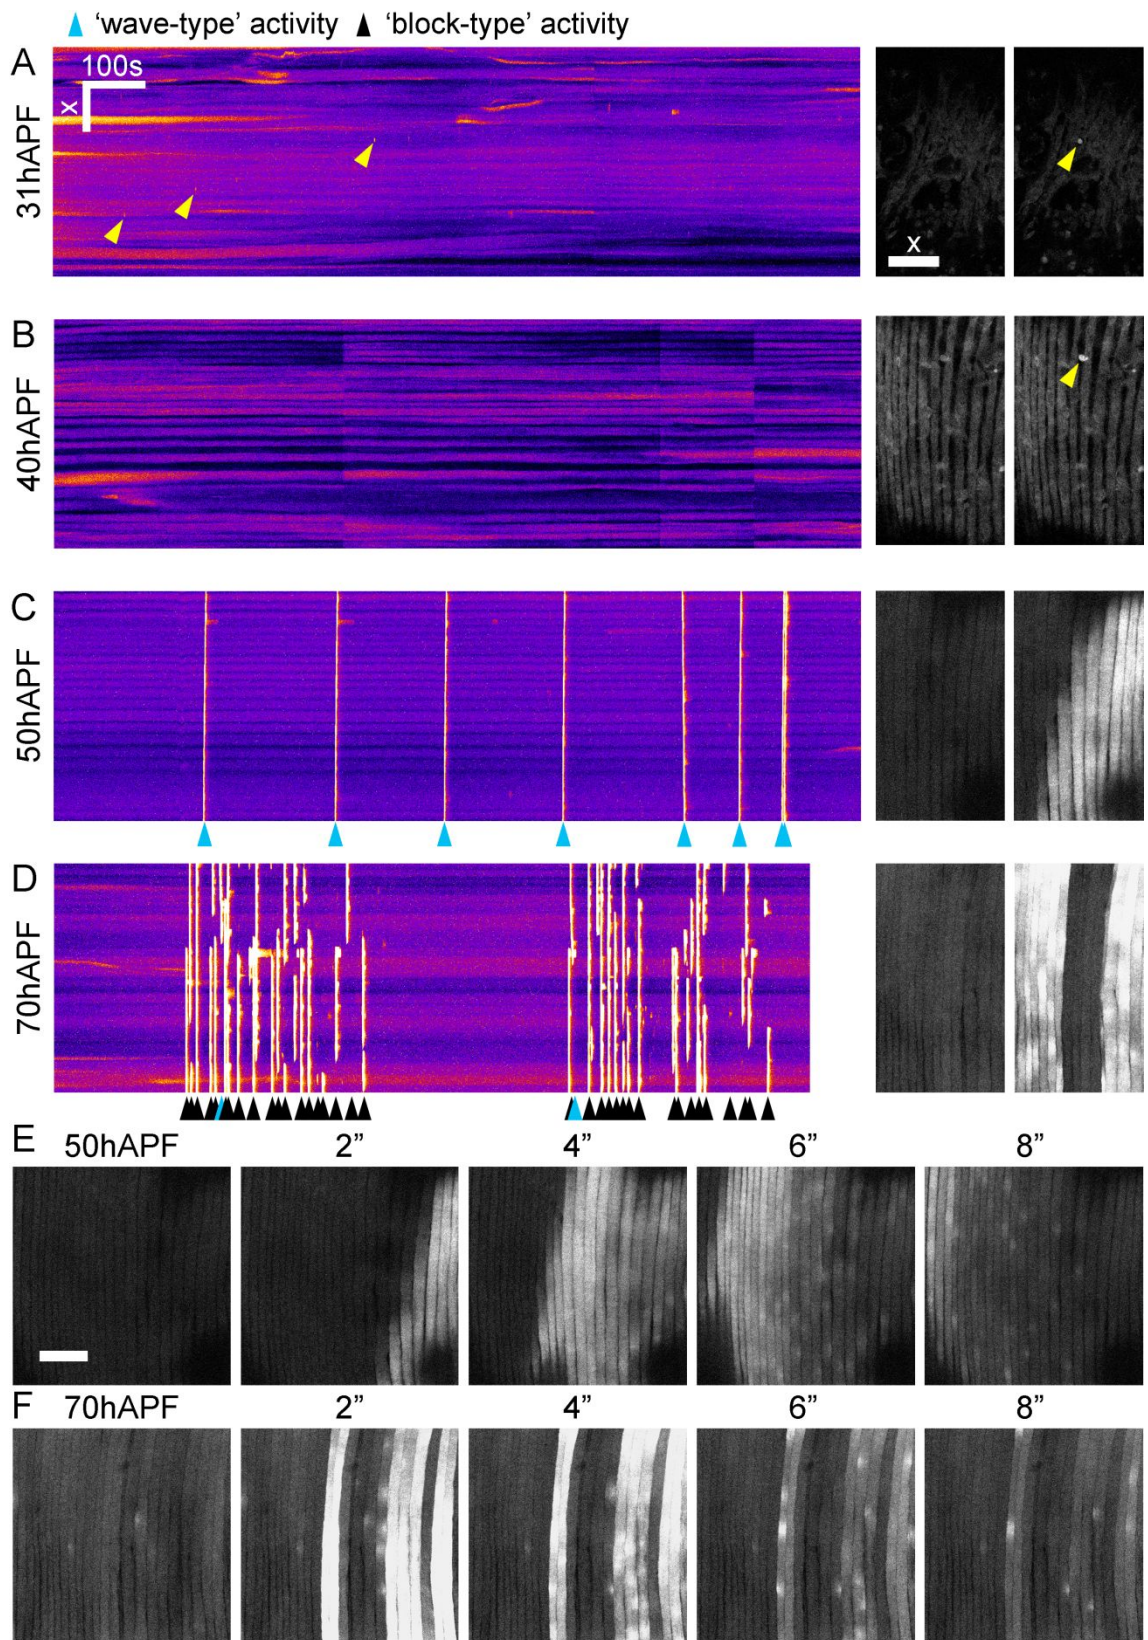 ‘wave-type’ activity ‘block-type’ activity
A
100s
x
31hAPF
x
B
40hAPF
C
50hAPF
D
70hAPF
E 50hAPF 2” 4” 6” 8”
F 70hAPF 2” 4” 6” 8”